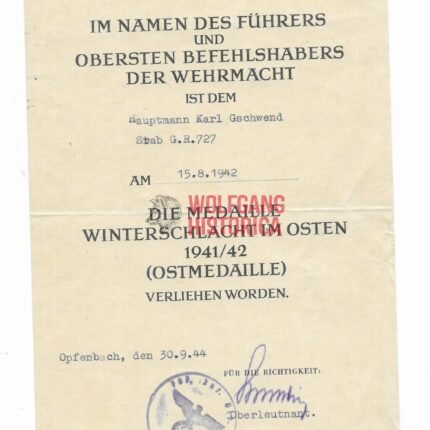 IM NAMEN DES FÜHRERS
UND
OBERSTEN BEFEHLSHABERS
DER WEHRMACHT
IST DEM
Hauptmann Karl Gschwend
Stab G.R.727
AM 15.8.1942
WOLFGANG
HISTORICA
DIE MEDAILLE
WINTERSCHLACHT IM OSTEN
1941/42
(OSTMEDAILLE)
VERLIEHEN WORDEN.
Opfenbach, den 30.9.44
FÜR DIE RICHTIGKEIT:
Oberleutnant.